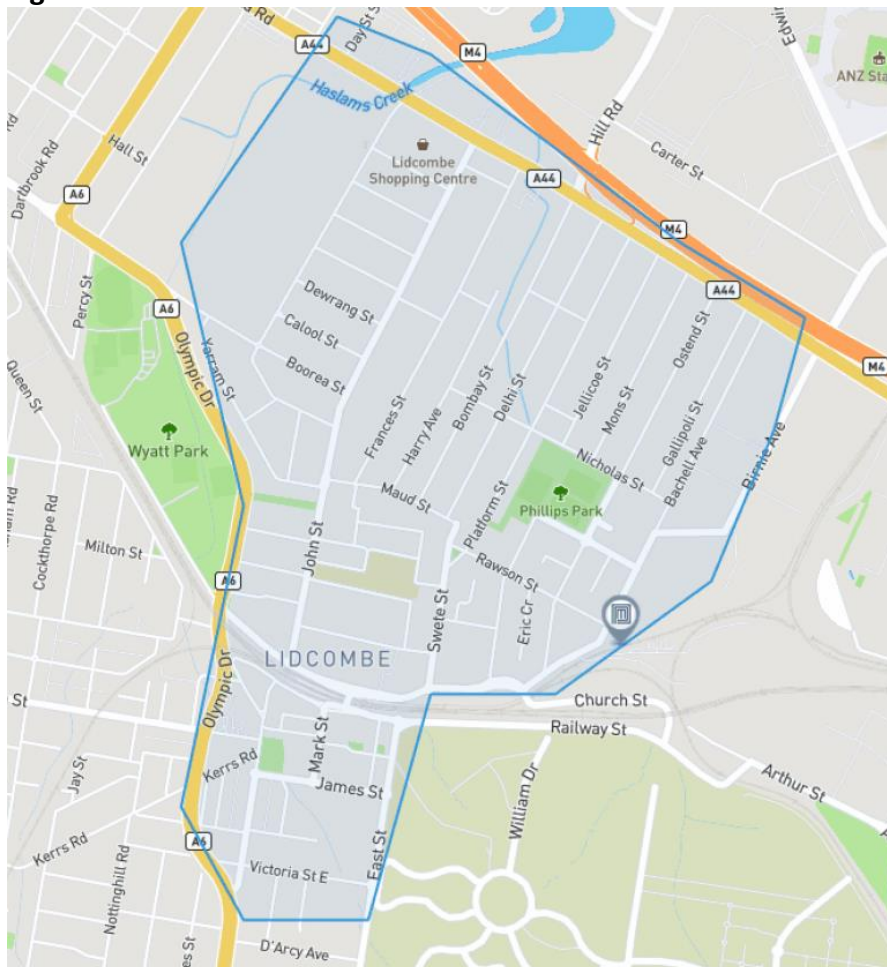 Day St S
A44
M4
Edwin
ANZ Sta
Haslams Creek
Hill Rd
Hall St
Lidcombe
Shopping Centre
Carter St
Dartbrook Rd
A6
A44
M4
Percy St
A44
A6
Dewrang St
Calool St
Boorea St
Yarram St
Olympic Dr
Ostend St
M4
Queen St
Wyatt Park
Frances St
Harry Ave
Bombay St
Delhi St
Jellicoe St
Mons St
Gallipoli St
Bachell Ave
Birnie Ave
Nicholas St
Maud St
Platform St
Phillips Park
Cockthorpe Rd
Milton St
John St
Rawson St
A6
Swete St
Eric Cr
LIDCOMBE
Church St
Railway St
St
Olympic Dr
Mark St
Kerrs Rd
James St
William Dr
Arthur St
Jay St
Kerrs Rd
A6
Nottinghill Rd
Victoria St E
East St
D'Arcy Ave
es St